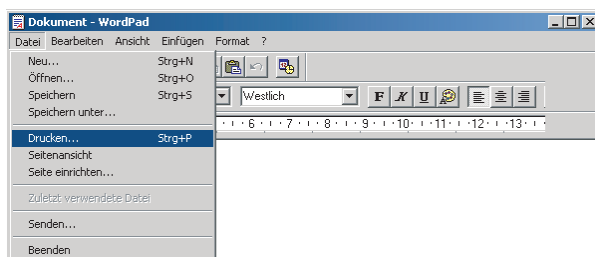 Dokument - WordPad
Datei Bearbeiten Ansicht Einfügen Format ?
Neu... Strg+N
Öffnen... Strg+O
Speichern Strg+S
Westlich F K U
Speichern unter...
6 7 8 9 10 11 12 13
Drucken... Strg+P
Seitenansicht
Seite einrichten...
Zuletzt verwendete Datei
Senden...
Beenden